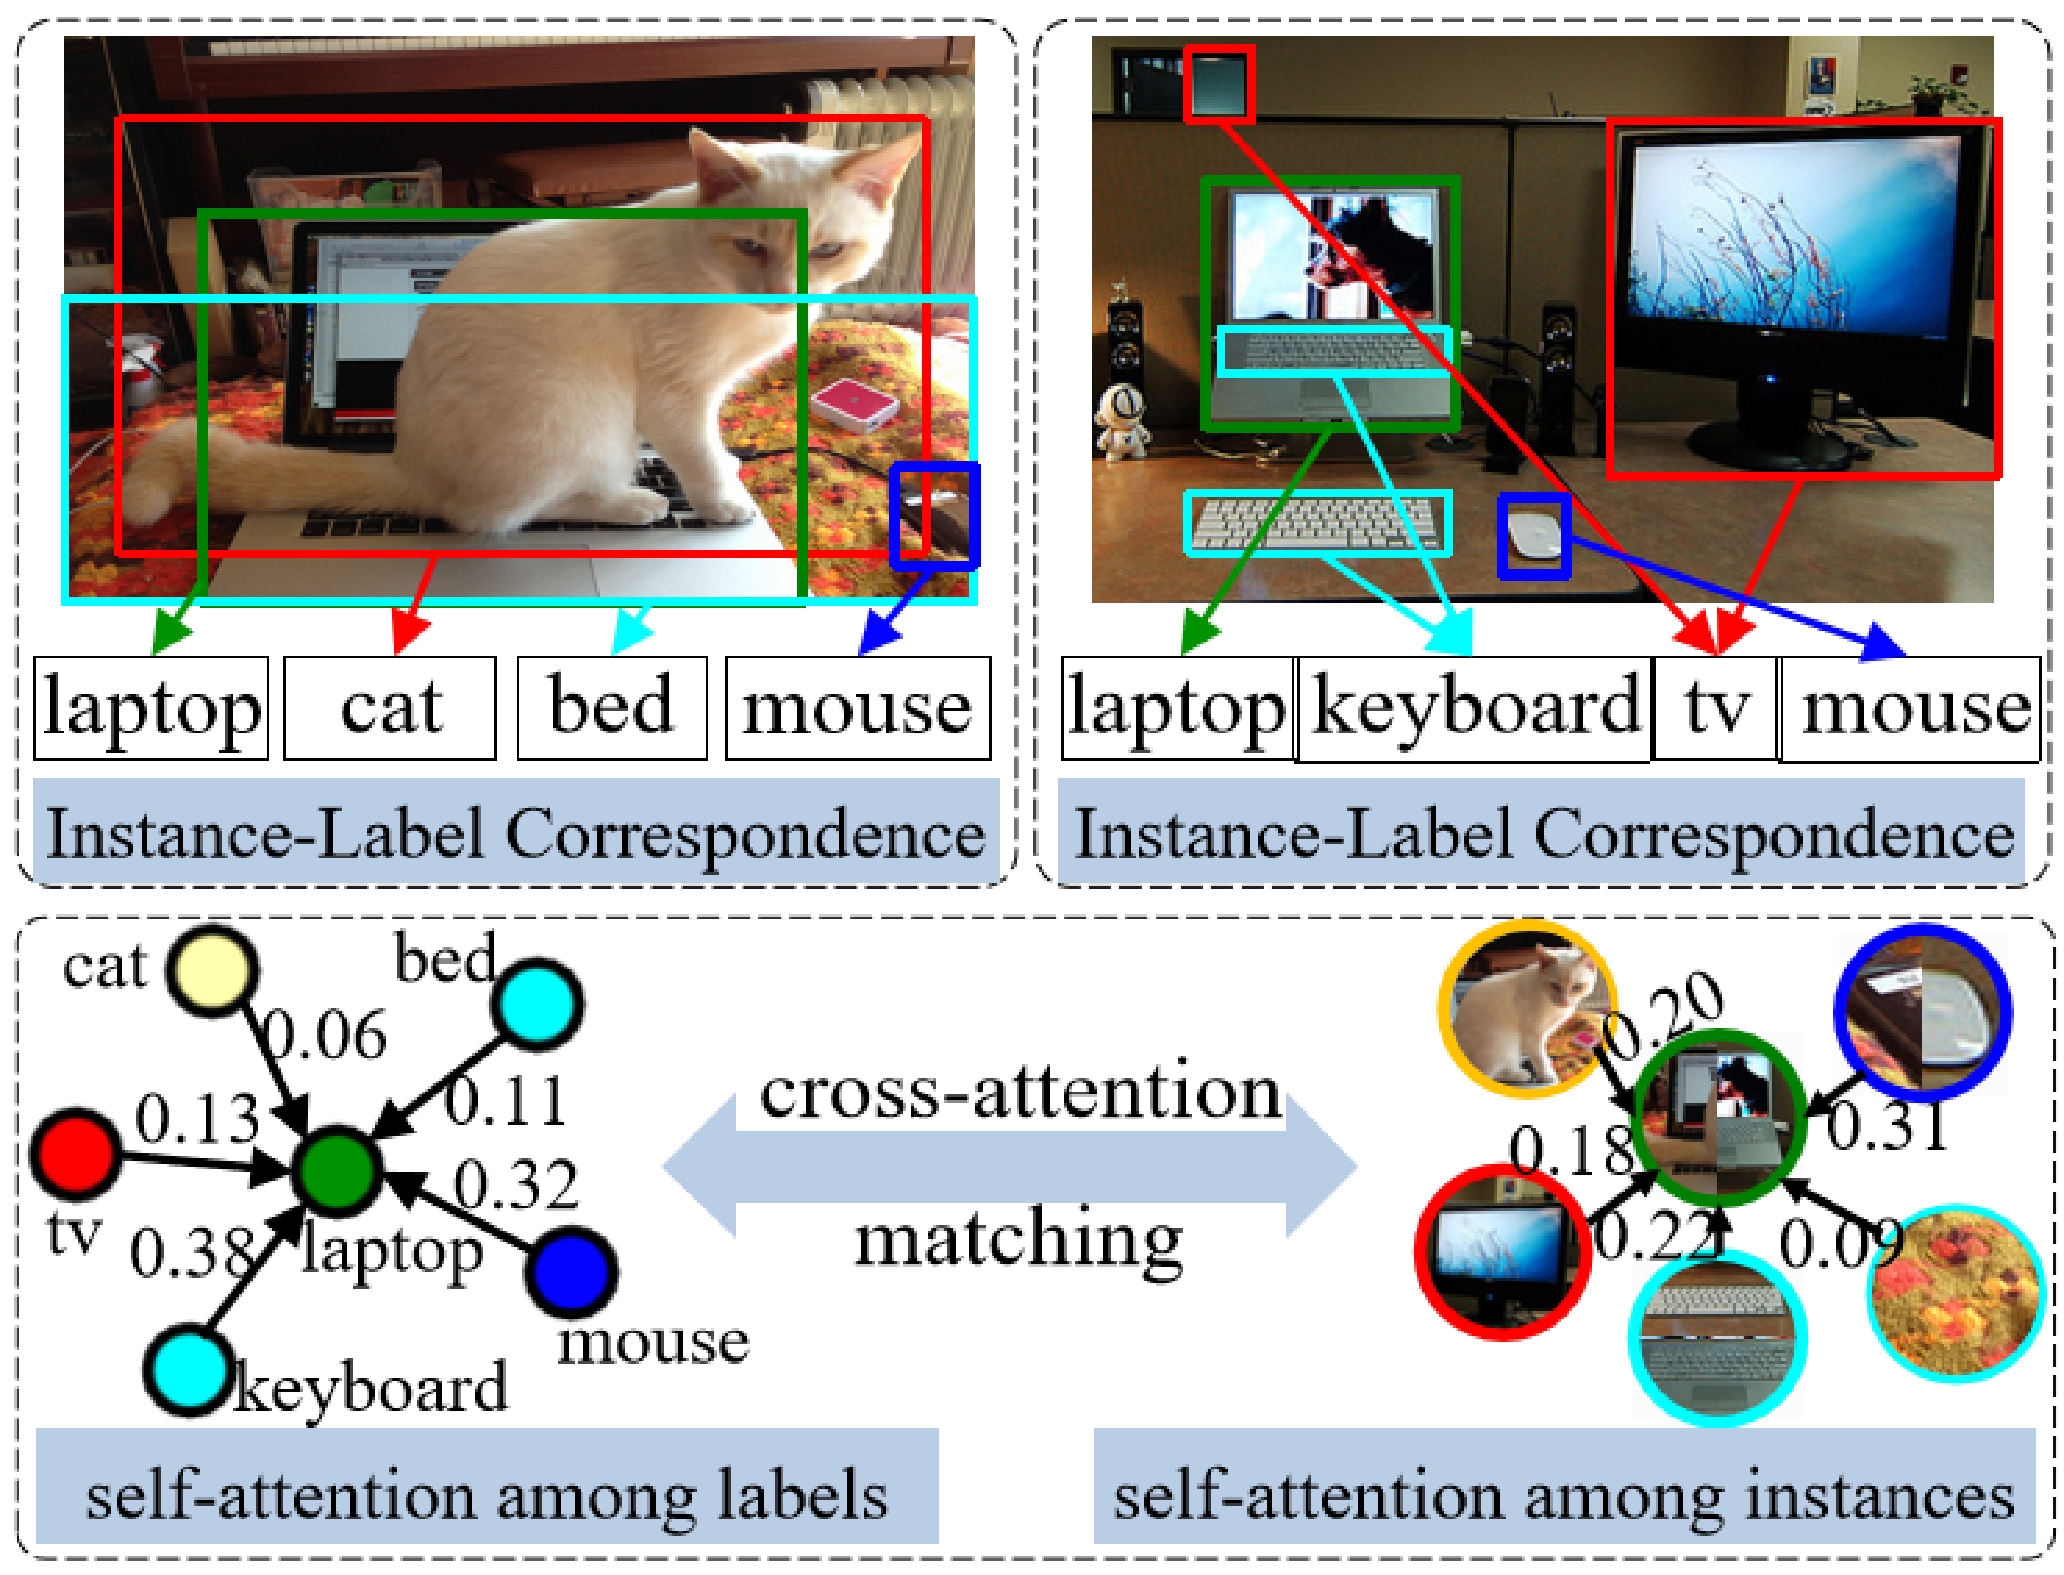 laptop cat bed mouse
Instance-Label Correspondence
laptop keyboard tv mouse
Instance-Label Correspondence
cat
bed
0.06
0.11
0.13
0.32
tv
0.38
laptop
mouse
keyboard
self-attention among labels
cross-attention
matching
0.20
0.31
0.18
0.22
0.09
self-attention among instances